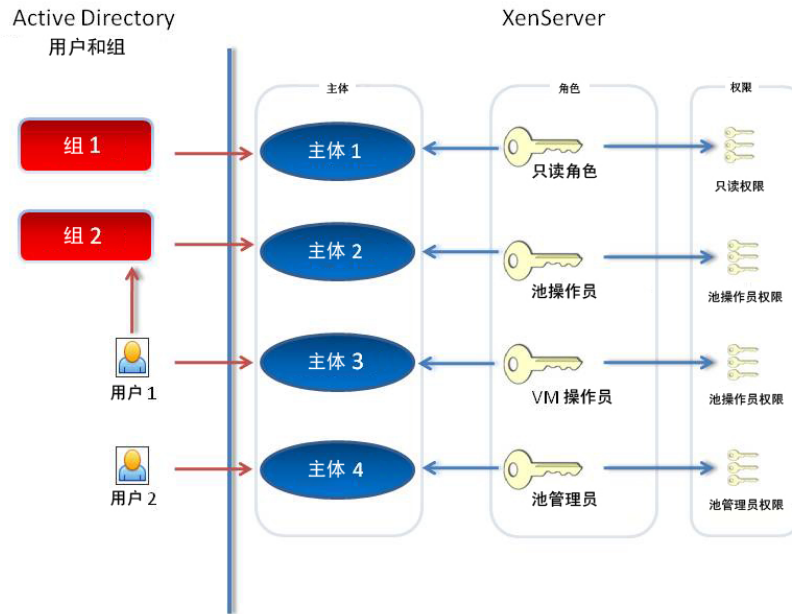 Active Directory
用户和组
XenServer
主体
角色
权限
组 1
主体 1
只读角色
只读权限
组 2
主体 2
池操作员
池操作员权限
用户 1
主体 3
VM 操作员
池操作员权限
用户 2
主体 4
池管理员
池管理员权限